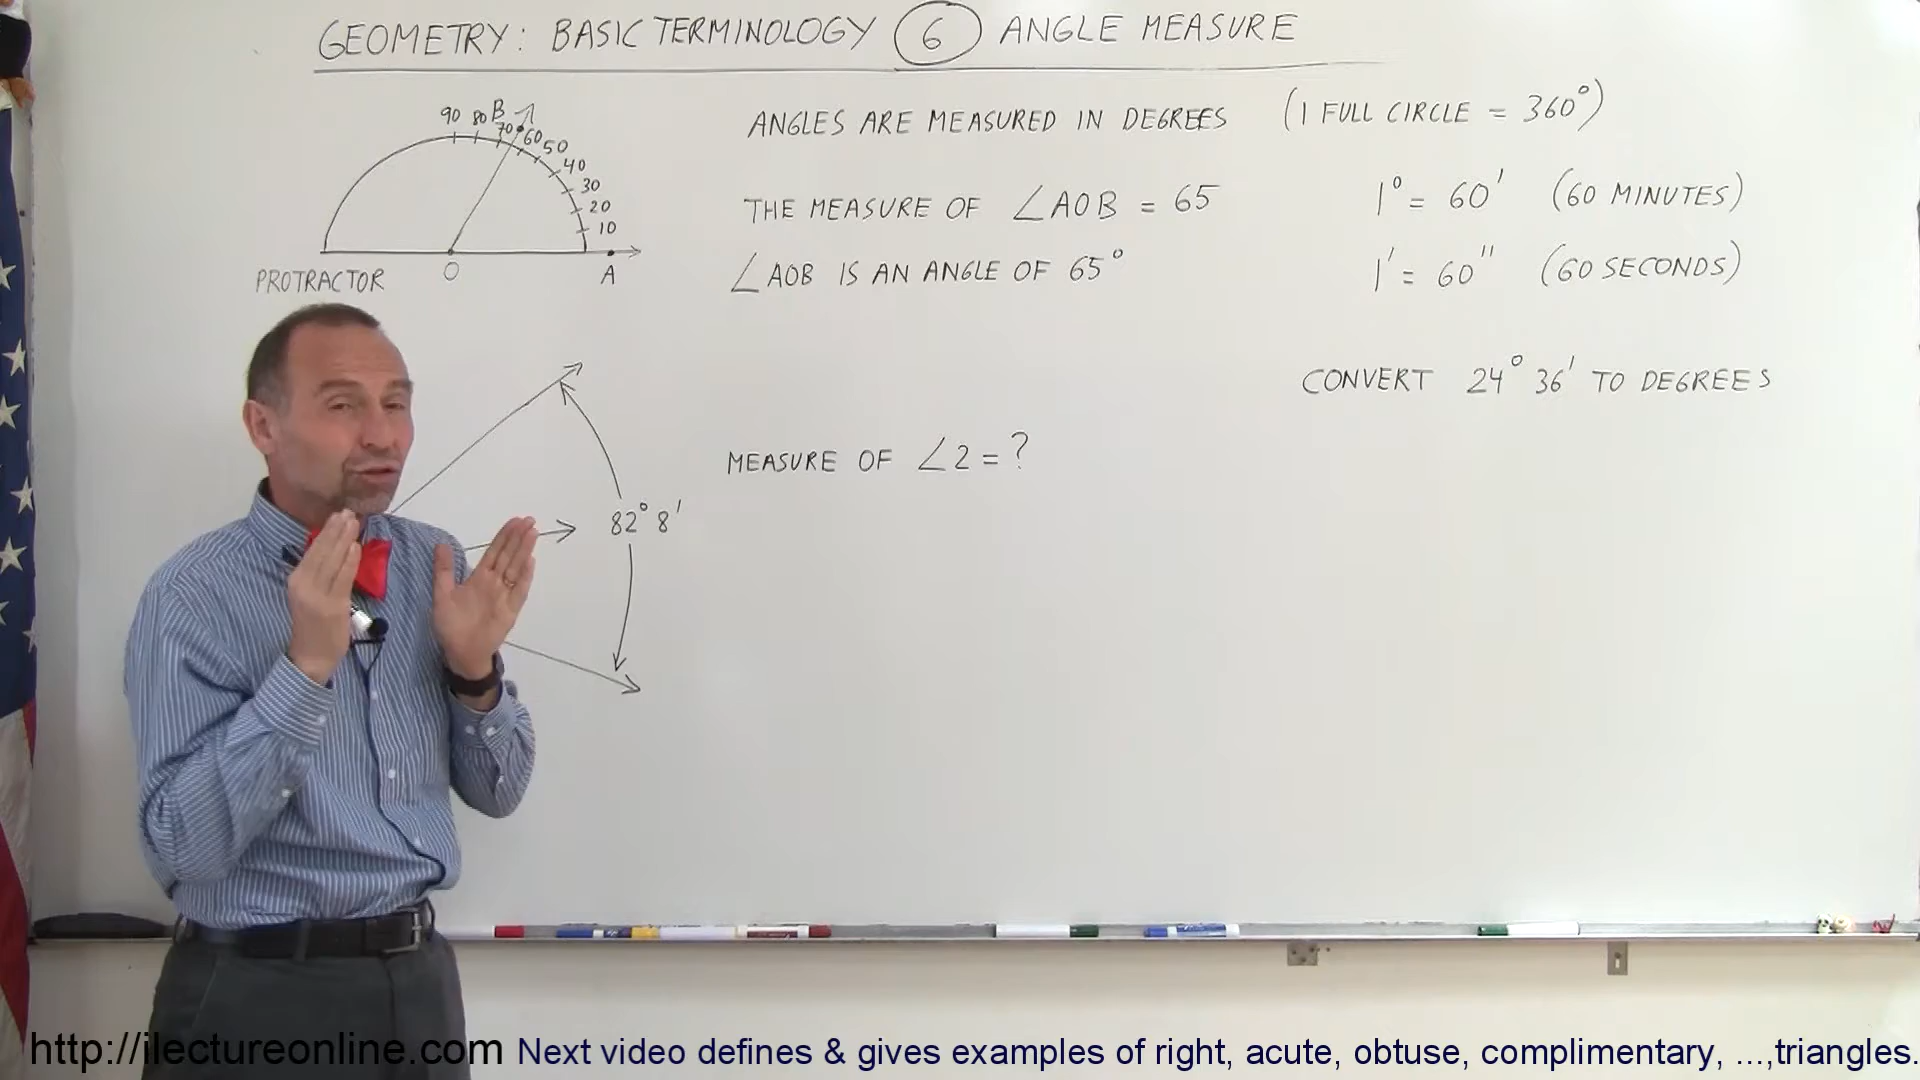 GEOMETRY: BASIC TERMINOLOGY 6 ANGLE MEASURE
90 80 B
70 60 50
40
30
20
10
O A
PROTRACTOR
ANGLES ARE MEASURED IN DEGREES (1 FULL CIRCLE = 360°)
THE MEASURE OF ∠AOB = 65
∠AOB IS AN ANGLE OF 65°
1° = 60' (60 MINUTES)
1' = 60" (60 SECONDS)
CONVERT 24° 36' TO DEGREES
MEASURE OF ∠2 = ?
82° 8'
http://ilectureonline.com Next video defines & gives examples of right, acute, obtuse, complimentary, ...,triangles.